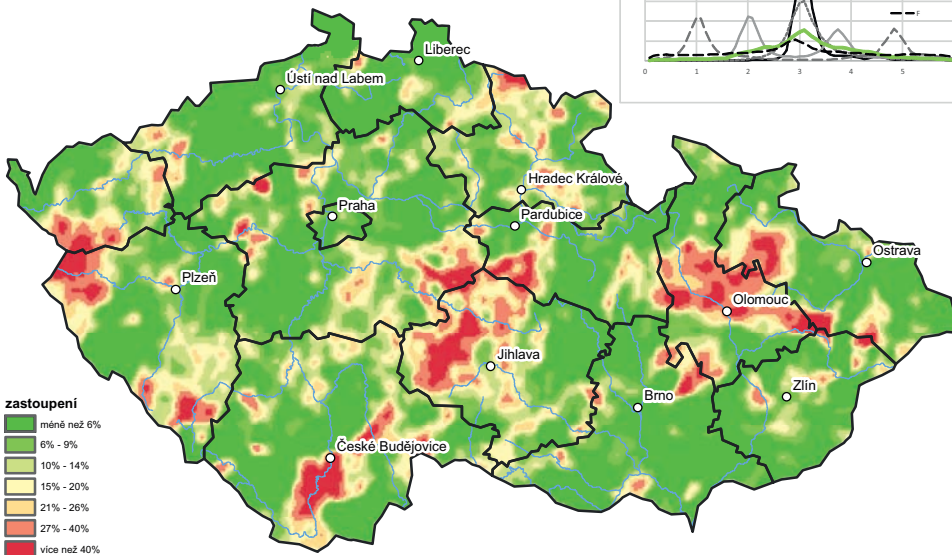 F
0 1 2 3 4 5
Liberec
Ústí nad Labem
Hradec Králové
Praha
Pardubice
Ostrava
Plzeň
Olomouc
Jihlava
Zlín
Brno
České Budějovice
zastoupení
méně než 6%
6% - 9%
10% - 14%
15% - 20%
21% - 26%
27% - 40%
více než 40%